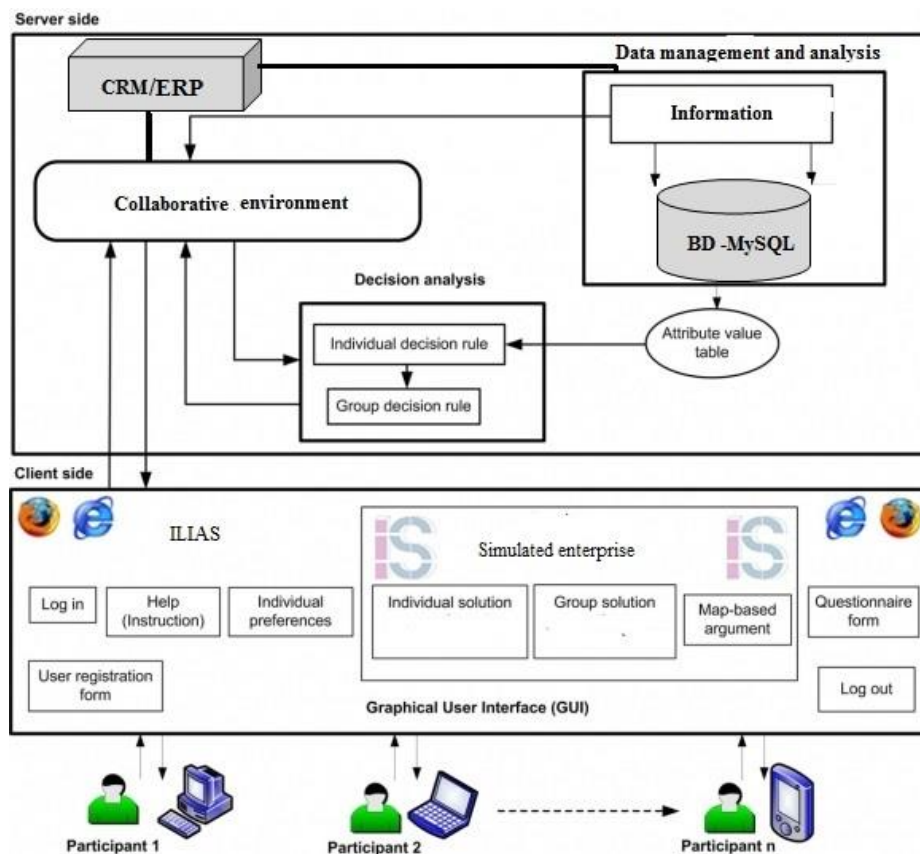 Server side
Data management and analysis
CRM/ERP
Information
Collaborative environment
BD -MySQL
Decision analysis
Individual decision rule
Attribute value
table
Group decision rule
Client side
ILIAS
iS
Simulated enterprise
iS
Log in
Help
(Instruction)
Individual
preferences
Individual solution
Group solution
Map-based
argument
Questionnaire
form
User registration
form
Log out
Graphical User Interface (GUI)
Participant 1
Participant 2
Participant n